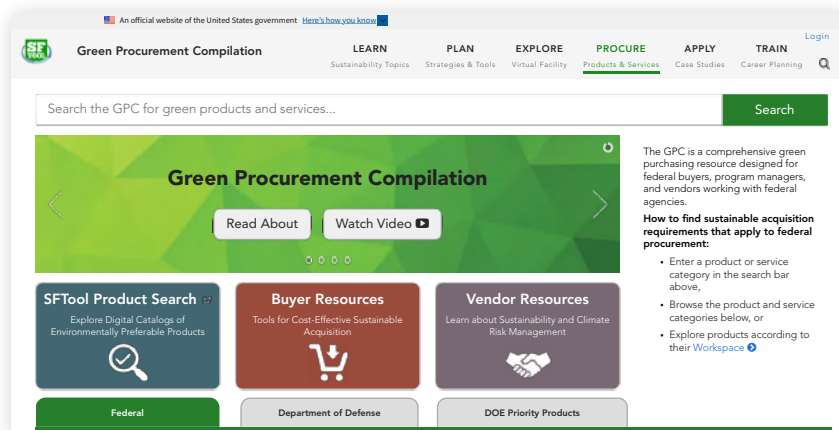 An official website of the United States government Here's how you know
Login
SF TOOL
Green Procurement Compilation
LEARN PLAN EXPLORE PROCURE APPLY TRAIN
Sustainability Topics Strategies & Tools Virtual Facility Products & Services Case Studies Career Planning
Search the GPC for green products and services...
Search
Green Procurement Compilation
Read About
Watch Video
The GPC is a comprehensive green
purchasing resource designed for
federal buyers, program managers,
and vendors working with federal
agencies.
How to find sustainable acquisition
requirements that apply to federal
procurement:
• Enter a product or service
category in the search bar
above,
• Browse the product and service
categories below, or
• Explore products according to
their Workspace
SFTool Product Search
Explore Digital Catalogs of
Environmentally Preferable Products
Buyer Resources
Tools for Cost-Effective Sustainable
Acquisition
Vendor Resources
Learn about Sustainability and Climate
Risk Management
Federal
Department of Defense
DOE Priority Products